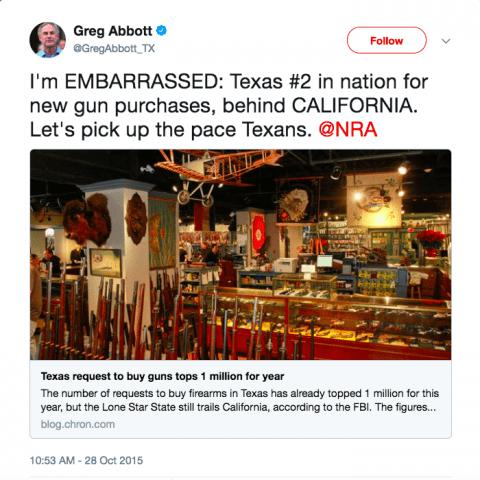 Greg Abbott
@GregAbbott_TX
Follow
I'm EMBARRASSED: Texas #2 in nation for
new gun purchases, behind CALIFORNIA.
Let's pick up the pace Texans. @NRA
Texas request to buy guns tops 1 million for year
The number of requests to buy firearms in Texas has already topped 1 million for this
year, but the Lone Star State still trails California, according to the FBI. The figures...
blog.chron.com
10:53 AM - 28 Oct 2015